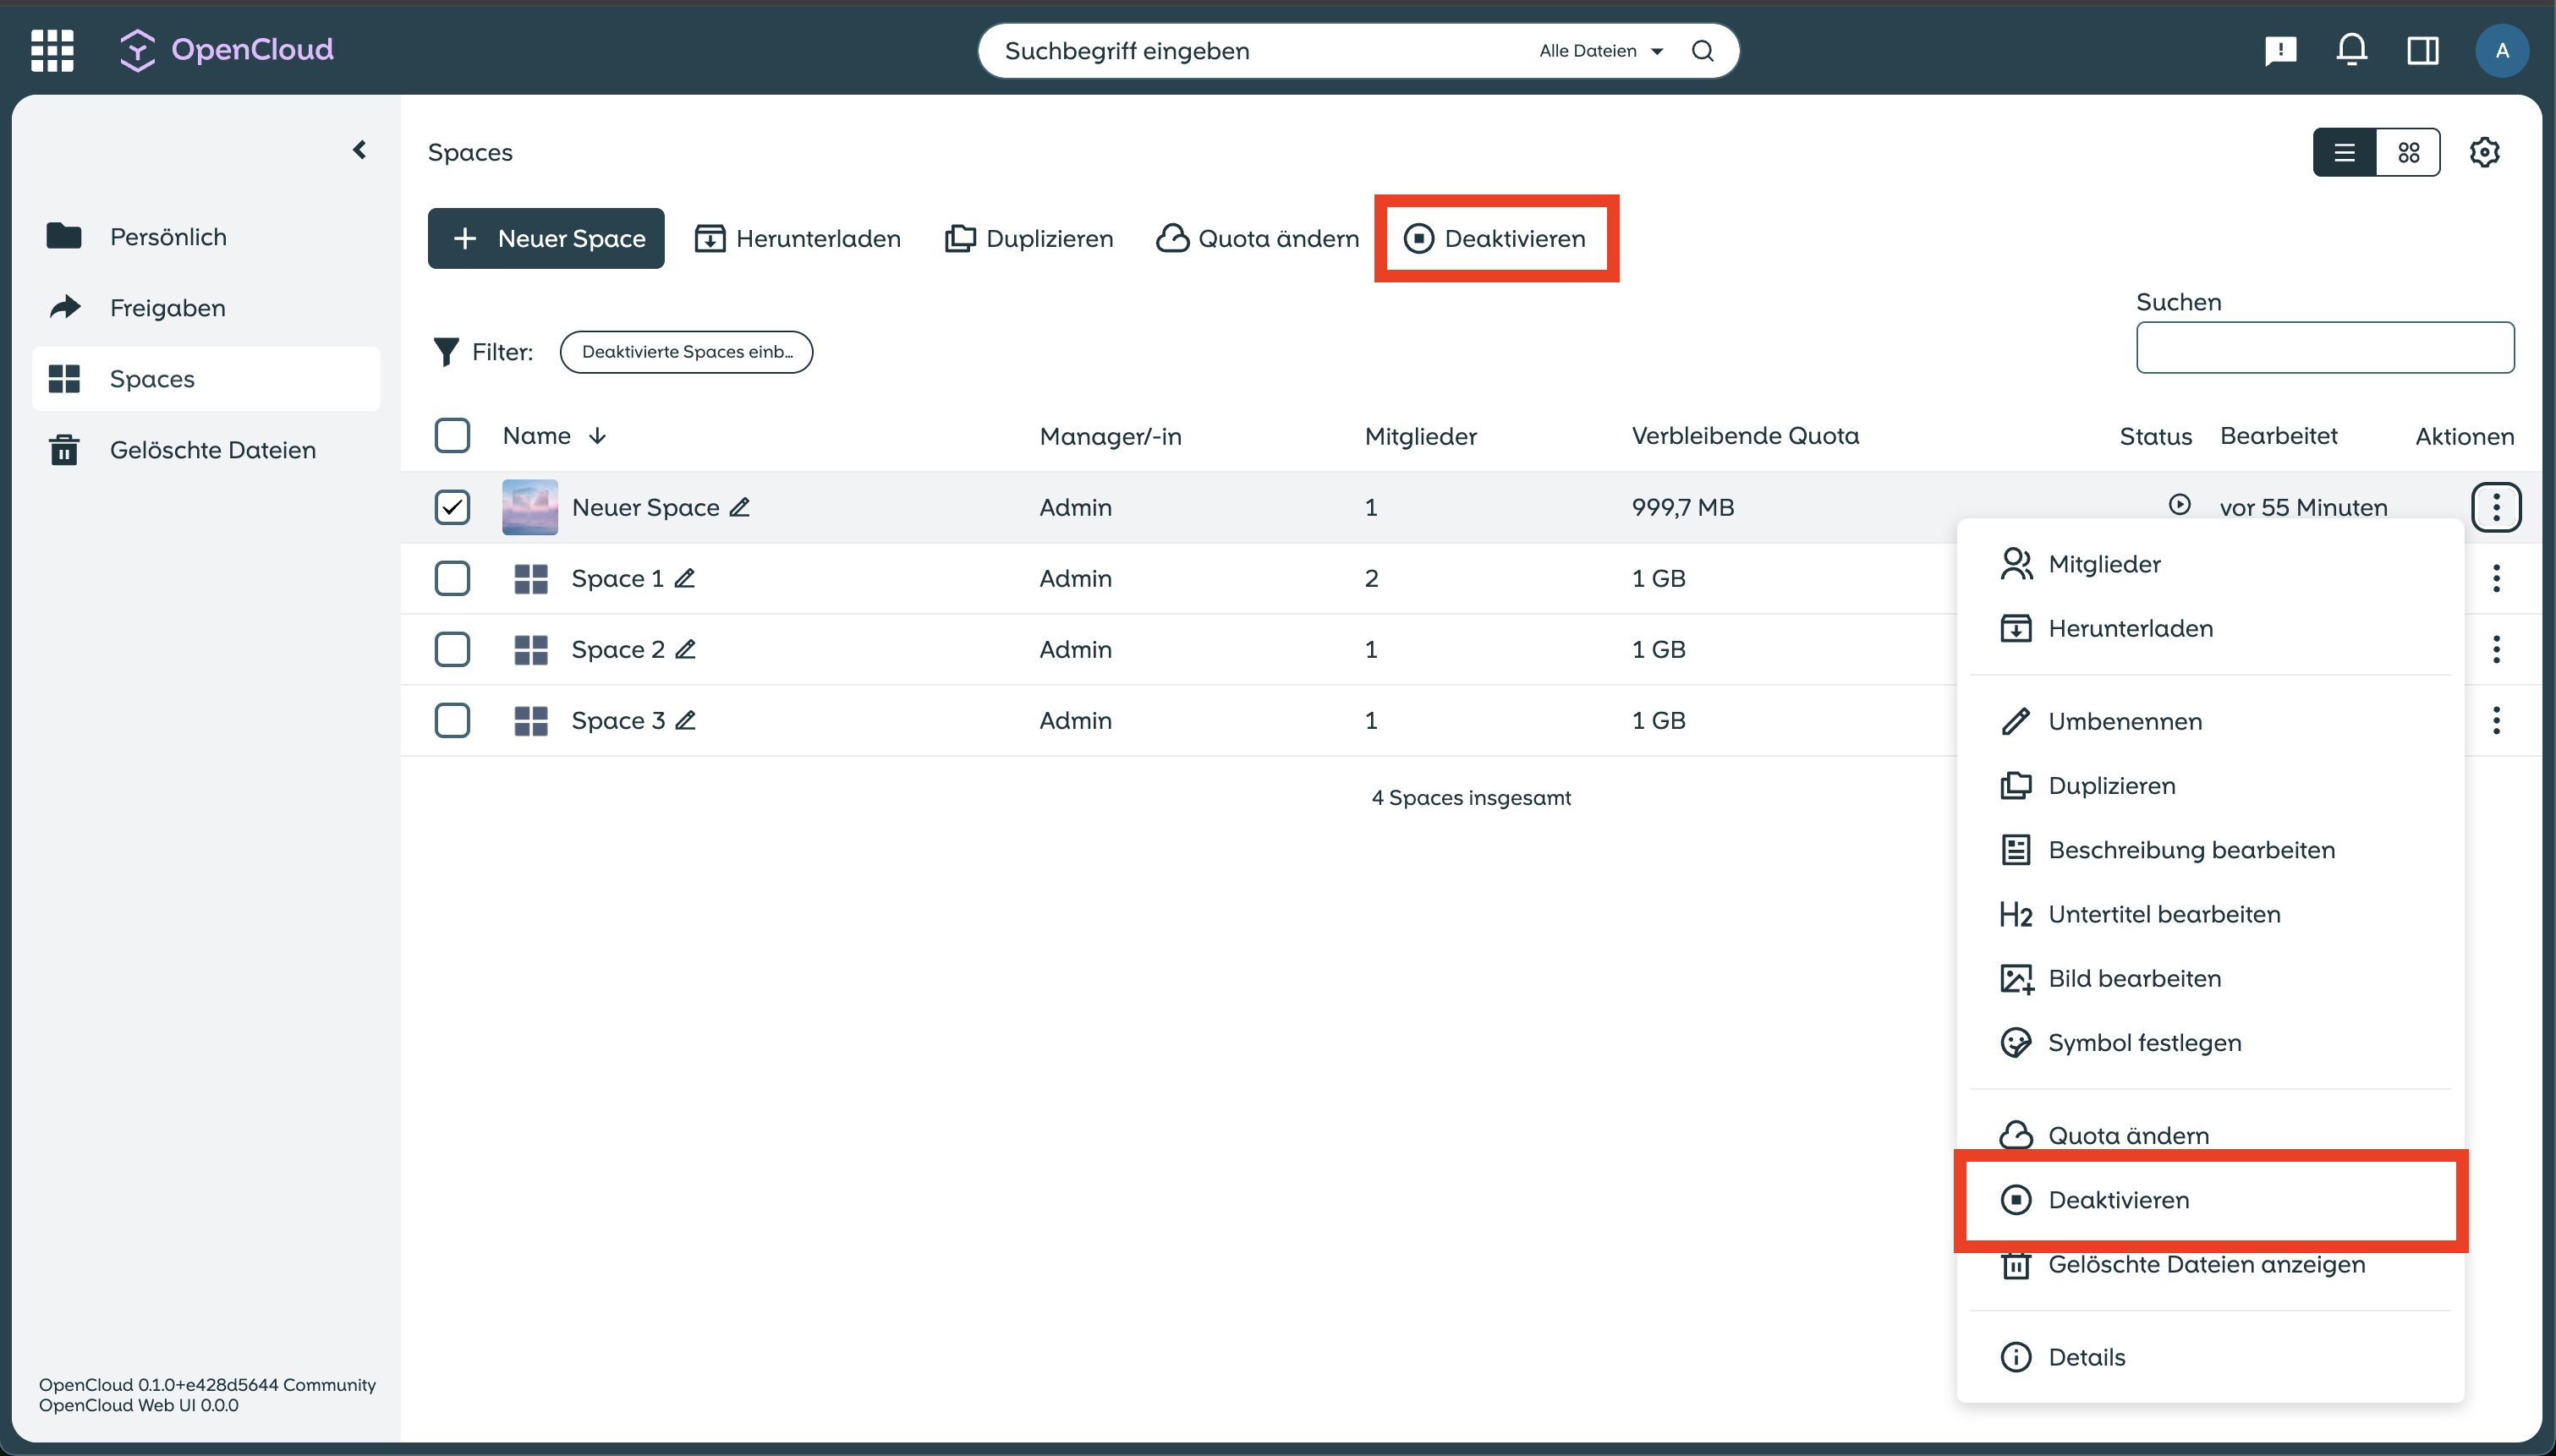 OpenCloud
Suchbegriff eingeben
Alle Dateien
A
Persönlich
Freigaben
Spaces
Gelöschte Dateien
OpenCloud 0.1.0+e428d5644 Community
OpenCloud Web UI 0.0.0
Spaces
+ Neuer Space Herunterladen Duplizieren Quota ändern Deaktivieren
Suchen
Filter: Deaktivierte Spaces einb...
Name Manager/-in Mitglieder Verbleibende Quota Status Bearbeitet Aktionen
Neuer Space Admin 1 999,7 MB vor 55 Minuten
Space 1 Admin 2 1 GB
Space 2 Admin 1 1 GB
Space 3 Admin 1 1 GB
4 Spaces insgesamt
Mitglieder
Herunterladen
Umbenennen
Duplizieren
Beschreibung bearbeiten
H2 Untertitel bearbeiten
Bild bearbeiten
Symbol festlegen
Quota ändern
Deaktivieren
Gelöschte Dateien anzeigen
Details